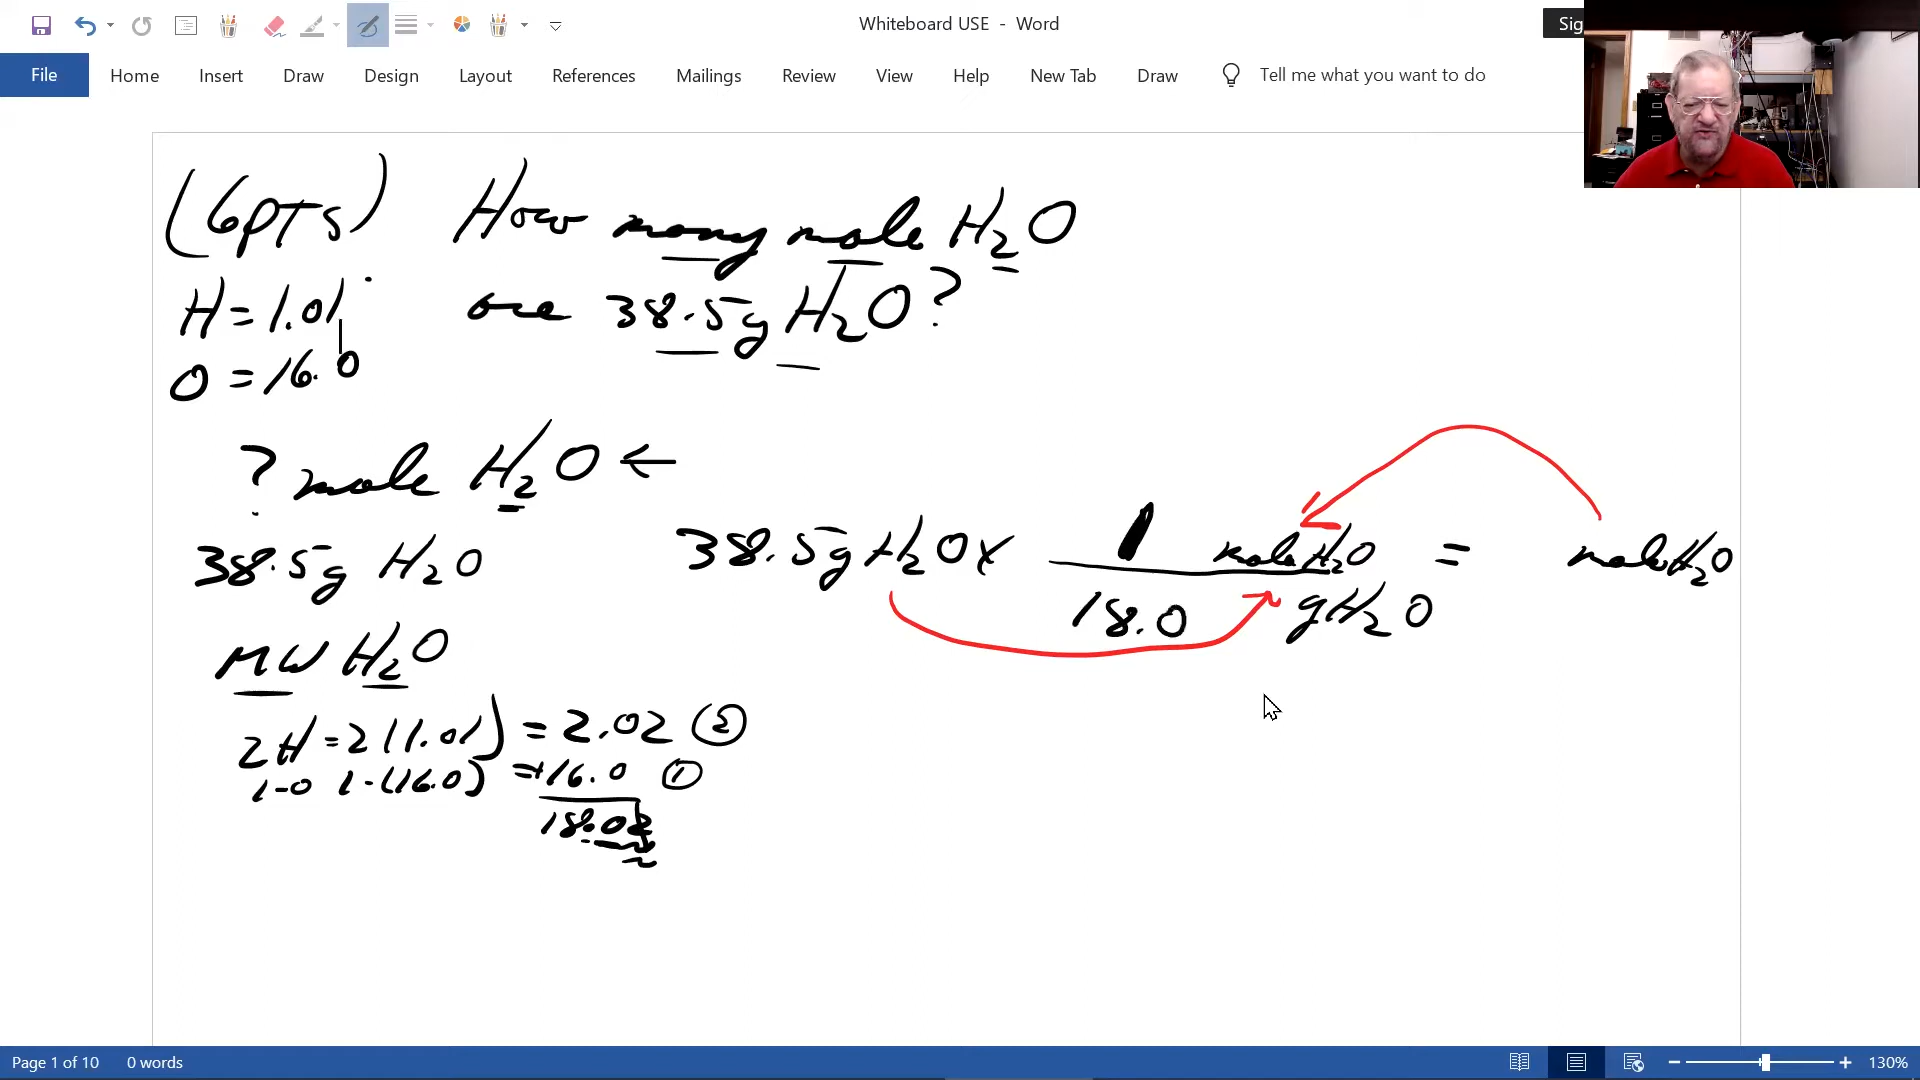 Whiteboard USE - Word
Sig
File Home Insert Draw Design Layout References Mailings Review View Help New Tab Draw Tell me what you want to do
(6pTs) How many mole H₂O
H = 1.01 are 38.5g H₂O?
O = 16.0
? mole H₂O ←
38.5g H₂O
38.5g H₂O x 1 mole H₂O = mole H₂O
18.0 g H₂O
MW H₂O
2H = 2(1.01) = 2.02 (2)
1-O 1-(16.0) = +16.0 (1)
18.02
Page 1 of 10 0 words 130%